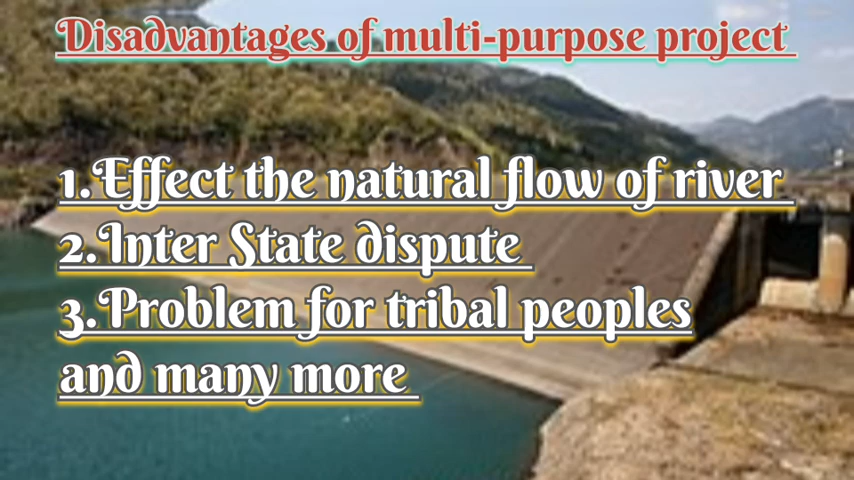 Disadvantages of multi-purpose project
1.Effect the natural flow of river
2.Inter State dispute
3.Problem for tribal peoples
and many more